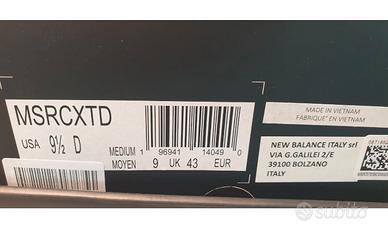 MSRCXTD
USA 9½ D
MEDIUM 1 96941 14049 0
MOYEN 9 UK 43 EUR
MADE IN VIETNAM
FABRIQUÉ EN VIETNAM
NEW BALANCE ITALY srl
VIA G.GALILEI 2/E
39100 BOLZANO
ITALY
subito